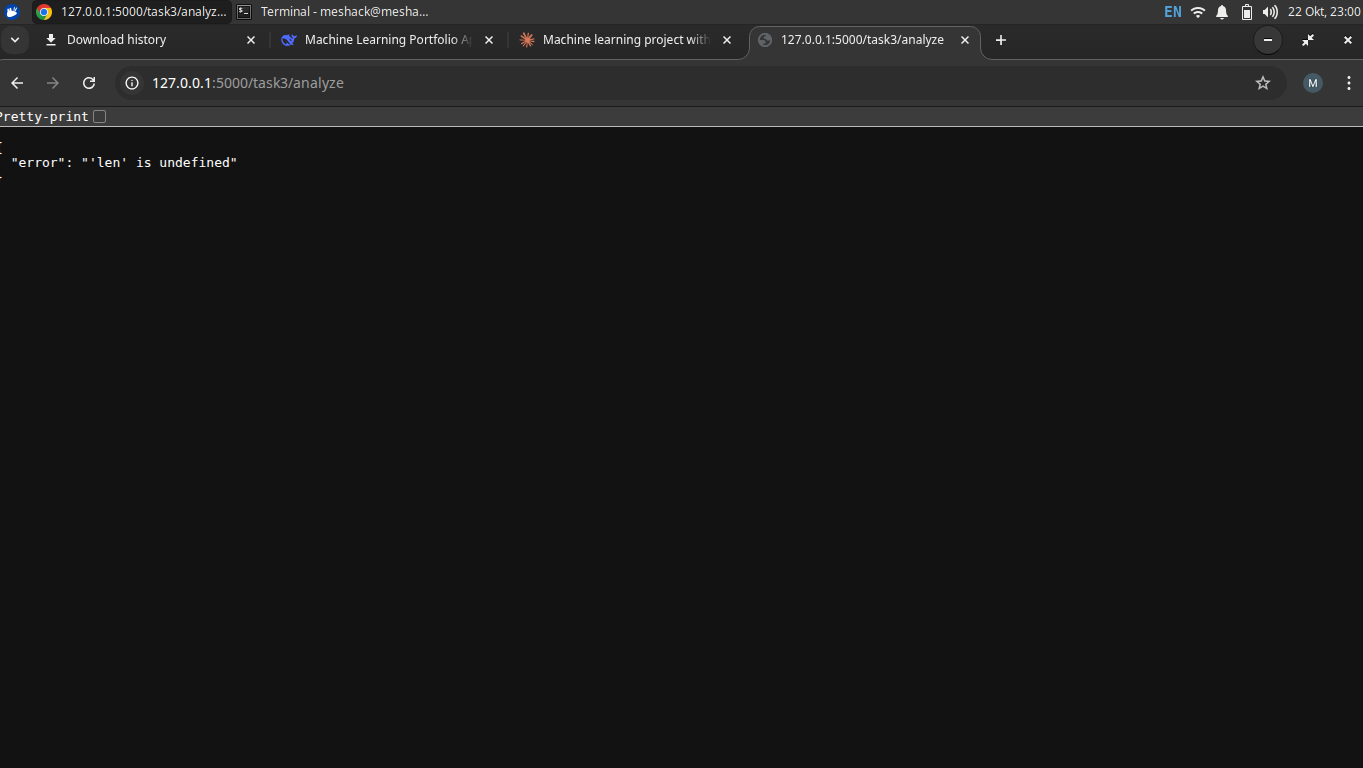 127.0.0.1:5000/task3/analyz... Terminal - meshack@mesha... EN 22 Okt, 23:00
Download history Machine Learning Portfolio A Machine learning project with 127.0.0.1:5000/task3/analyze
127.0.0.1:5000/task3/analyze M
Pretty-print
"error": "'len' is undefined"